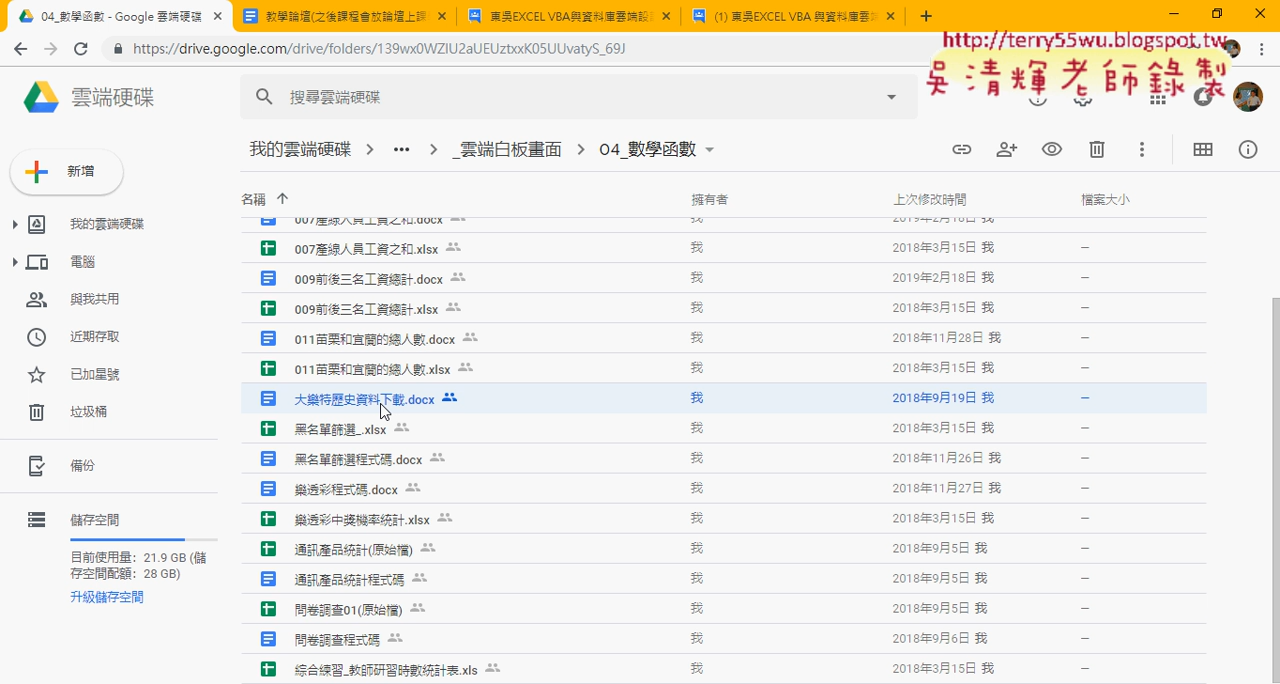 04_數學函數 - Google 雲端硬碟
教學論壇(之後課程會放論壇上課
東吳EXCEL VBA與資料庫雲端設
(1) 東吳EXCEL VBA 與資料庫雲
https://drive.google.com/drive/folders/139wx0WZIU2aUEUztxxK05UUvatyS_69J
http://terry55wu.blogspot.tw
吳清輝老師錄製
雲端硬碟
搜尋雲端硬碟
新增
我的雲端硬碟 > ••• > _雲端白板畫面 > 04_數學函數
名稱 擁有者 上次修改時間 檔案大小
我的雲端硬碟
電腦
與我共用
近期存取
已加星號
垃圾桶
備份
儲存空間
目前使用量: 21.9 GB (儲
存空間配額: 28 GB)
升級儲存空間
007產線人員工資之和.docx 我 2019年2月18日 我
007產線人員工資之和.xlsx 我 2018年3月15日 我 –
009前後三名工資總計.docx 我 2019年2月18日 我 –
009前後三名工資總計.xlsx 我 2018年3月15日 我 –
011苗栗和宜蘭的總人數.docx 我 2018年11月28日 我 –
011苗栗和宜蘭的總人數.xlsx 我 2018年3月15日 我 –
大樂特歷史資料下載.docx 我 2018年9月19日 我 –
黑名單篩選_.xlsx 我 2018年3月15日 我 –
黑名單篩選程式碼.docx 我 2018年11月26日 我 –
樂透彩程式碼.docx 我 2018年11月27日 我 –
樂透彩中獎機率統計.xlsx 我 2018年3月15日 我 –
通訊產品統計(原始檔) 我 2018年9月5日 我 –
通訊產品統計程式碼 我 2018年9月5日 我 –
問卷調查01(原始檔) 我 2018年9月5日 我 –
問卷調查程式碼 我 2018年9月6日 我 –
綜合練習_教師研習時數統計表.xls 我 2018年3月15日 我 –